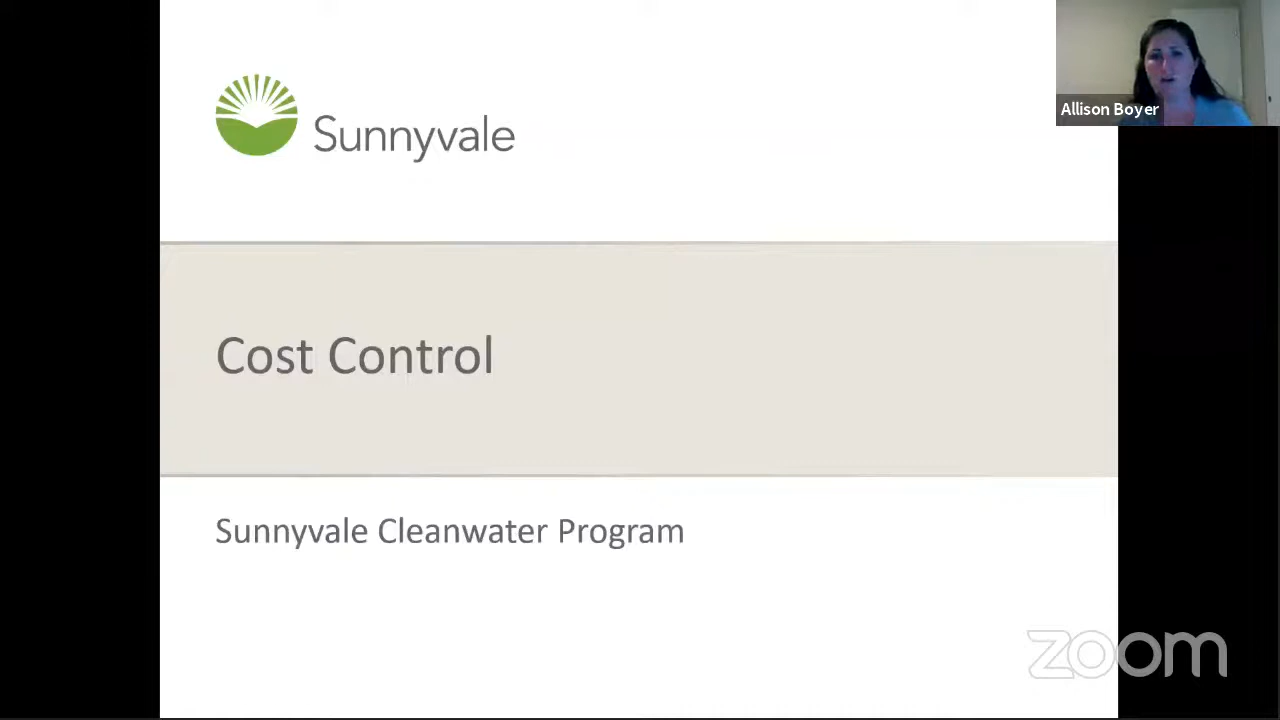 Allison Boyer
Sunnyvale
Cost Control
Sunnyvale Cleanwater Program
zoom